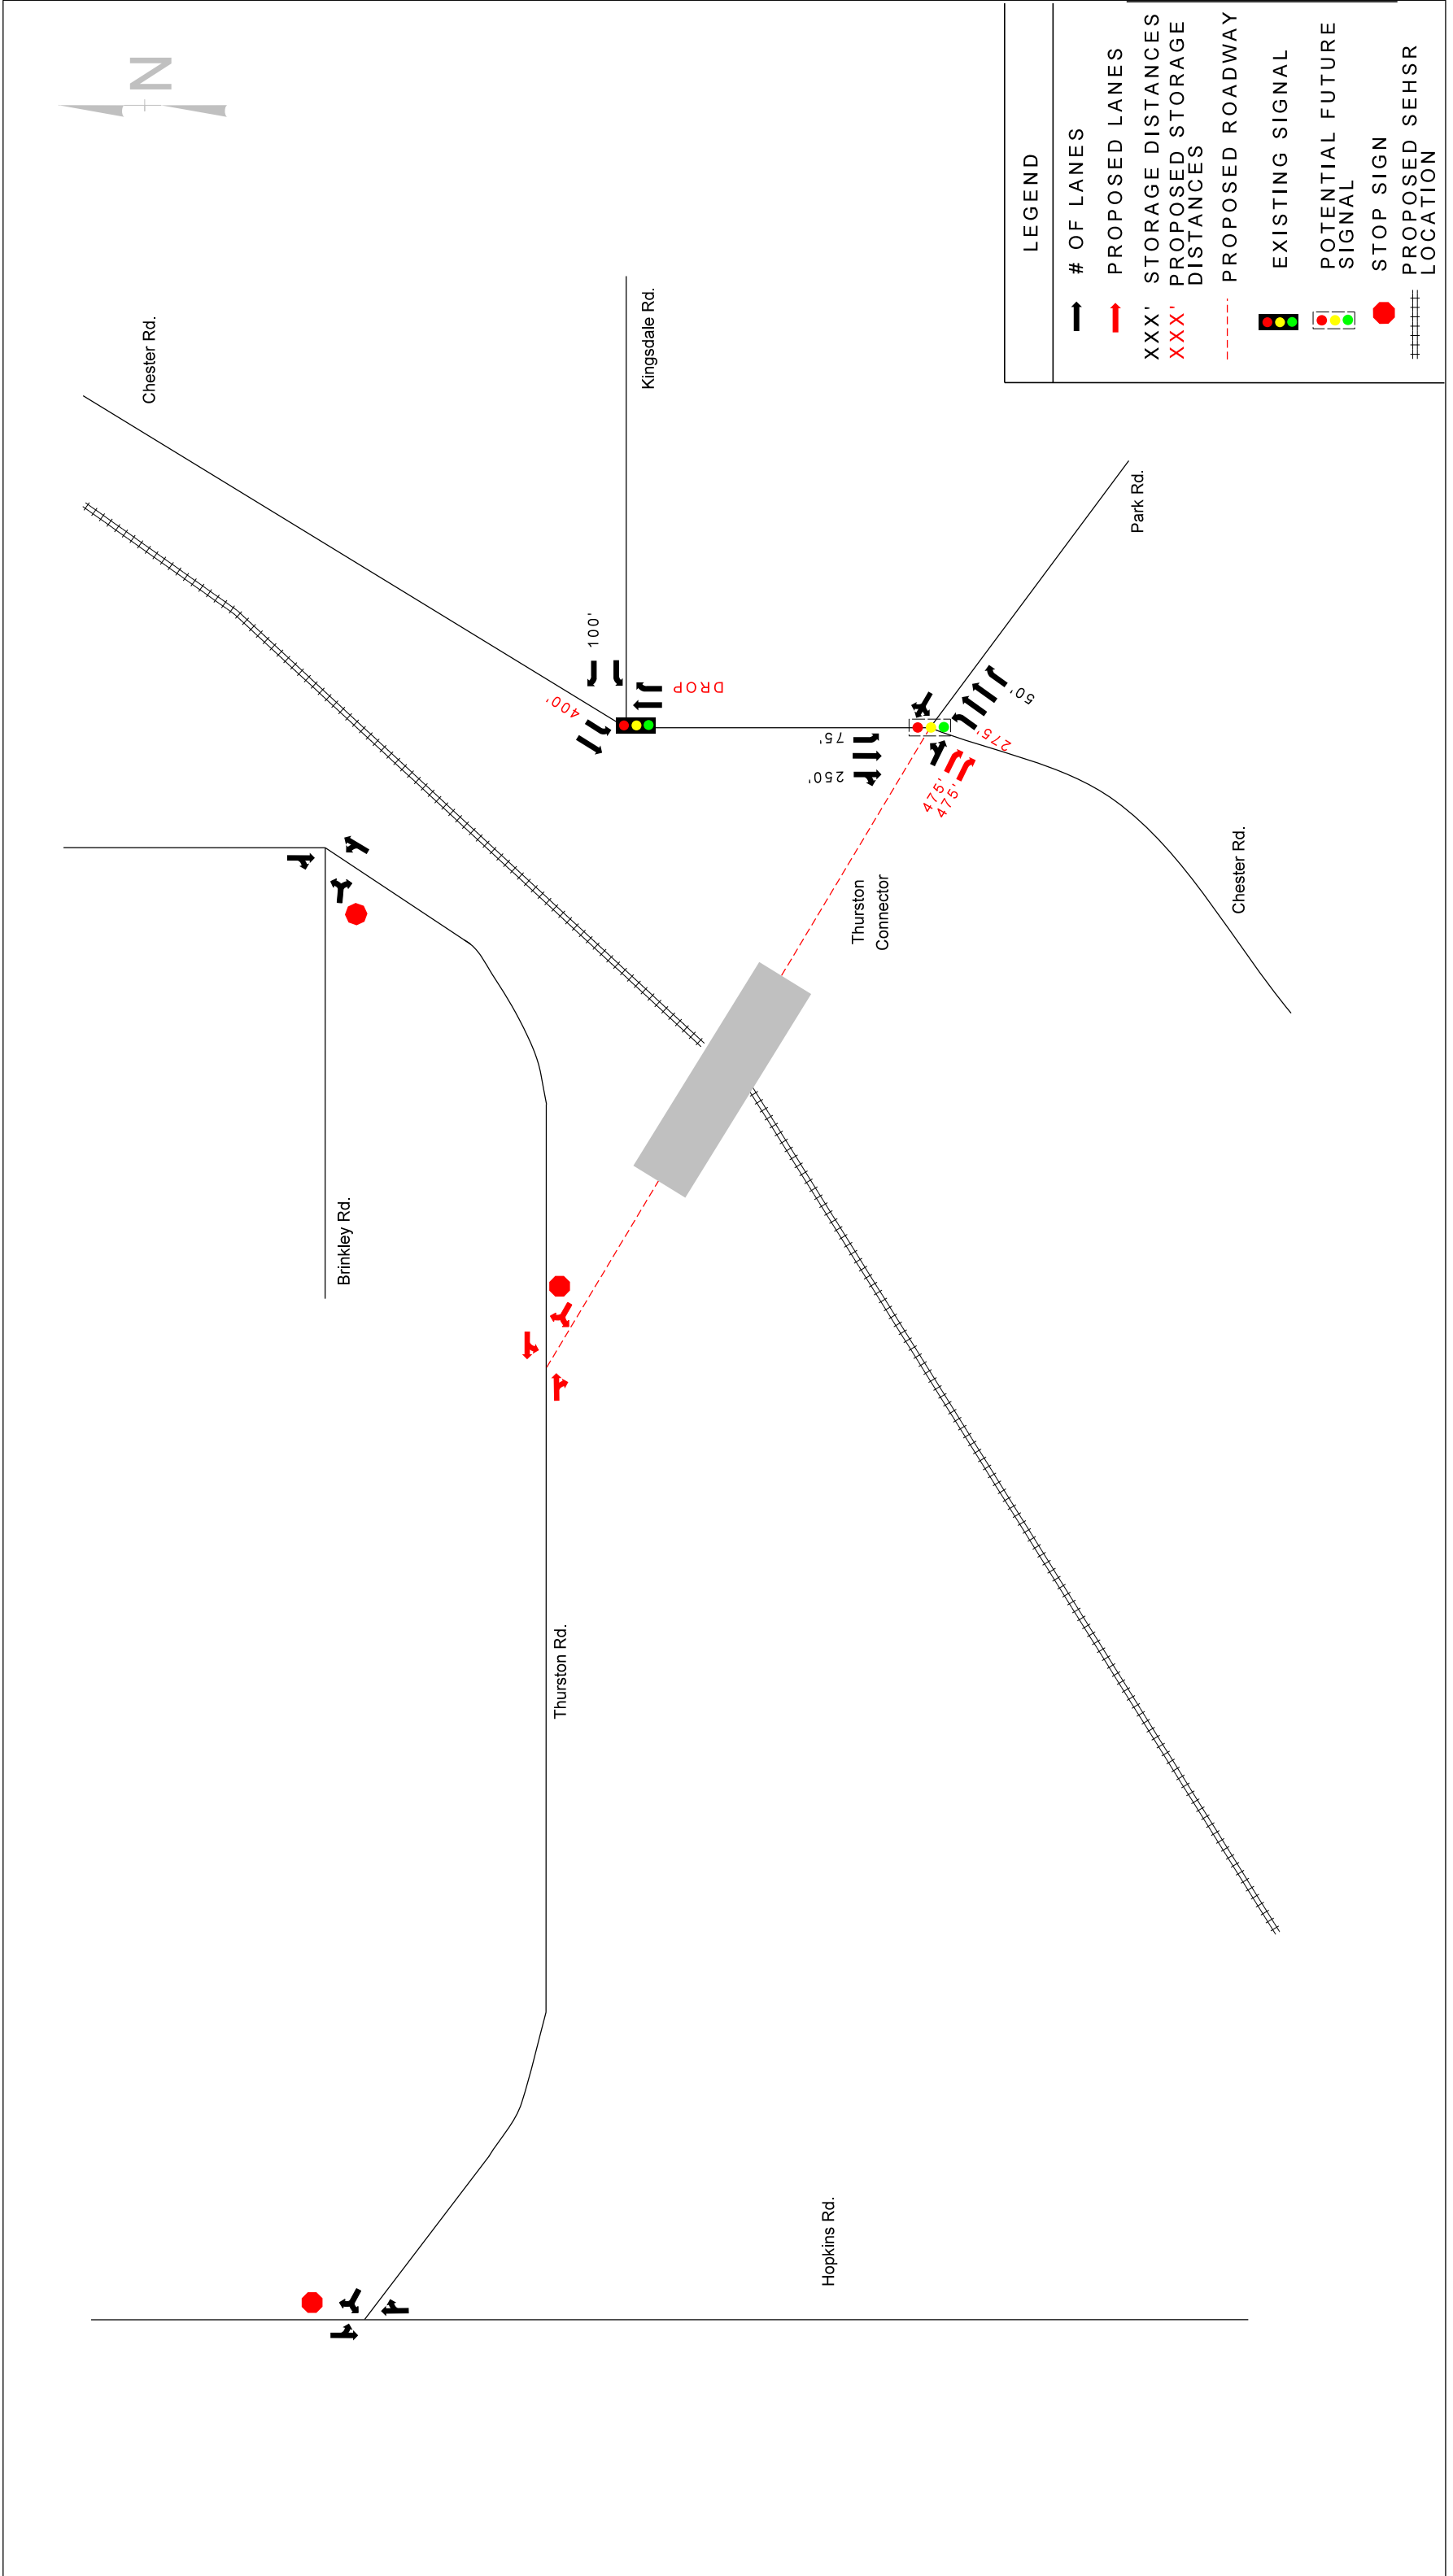 N
Chester Rd.
Kingsdale Rd.
100'
400'
DROP
75'
250'
Park Rd.
50'
275'
475'
475'
Thurston
Connector
Chester Rd.
Brinkley Rd.
Thurston Rd.
Hopkins Rd.
LEGEND
# OF LANES
PROPOSED LANES
XXX' STORAGE DISTANCES
XXX' PROPOSED STORAGE
DISTANCES
PROPOSED ROADWAY
EXISTING SIGNAL
POTENTIAL FUTURE
SIGNAL
STOP SIGN
PROPOSED SEHSR
LOCATION